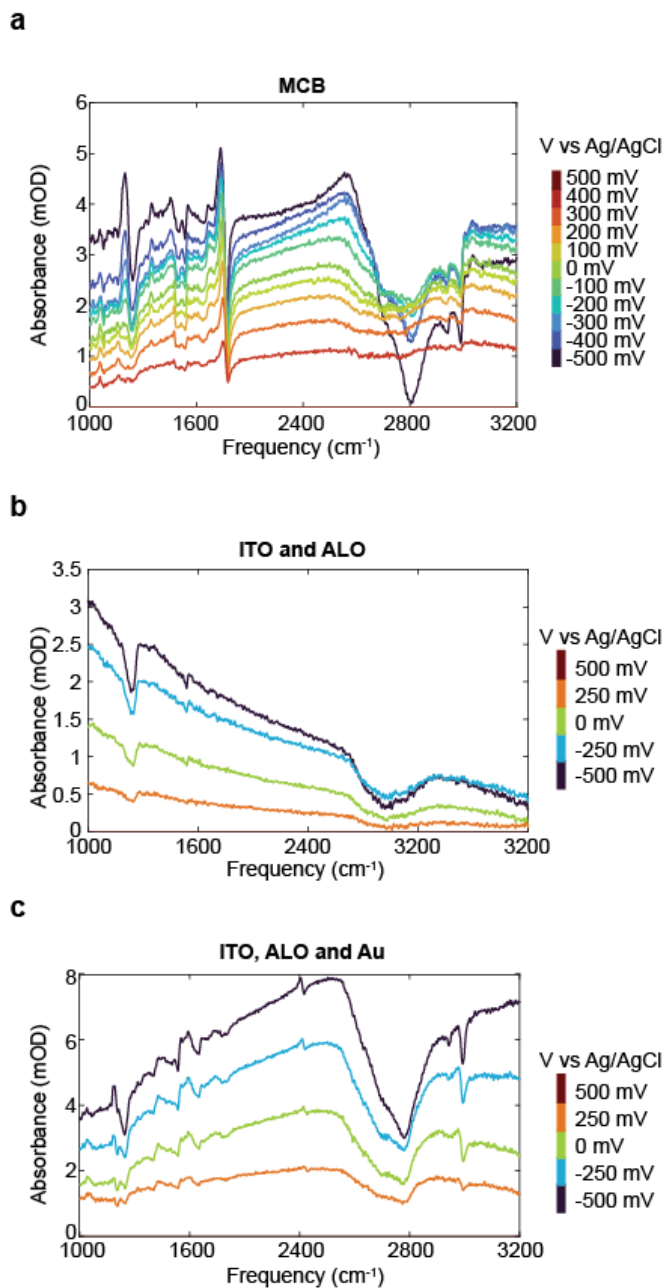 a
MCB
6
5
4
3
2
1
0
Absorbance (mOD)
1000 1600 2400 2800 3200
Frequency (cm-1)
V vs Ag/AgCl
500 mV
400 mV
300 mV
200 mV
100 mV
0 mV
-100 mV
-200 mV
-300 mV
-400 mV
-500 mV
b
ITO and ALO
3.5
3
2.5
2
1.5
1
0.5
0
Absorbance (mOD)
1000 1600 2400 3200 3200
Frequency (cm-1)
V vs Ag/AgCl
500 mV
250 mV
0 mV
-250 mV
-500 mV
c
ITO, ALO and Au
8
6
4
2
0
Absorbance (mOD)
1000 1600 2400 2800 3200
Frequency (cm-1)
V vs Ag/AgCl
500 mV
250 mV
0 mV
-250 mV
-500 mV